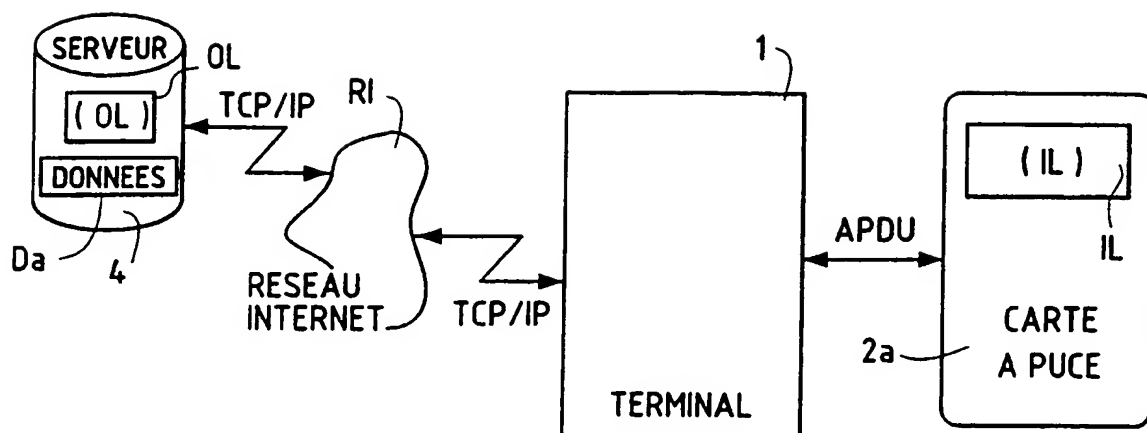 SERVEUR
OL
( OL )
DONNEES
Da
4
TCP/IP
RI
RESEAU
INTERNET
TCP/IP
1
TERMINAL
APDU
( IL )
IL
2a
CARTE
A PUCE